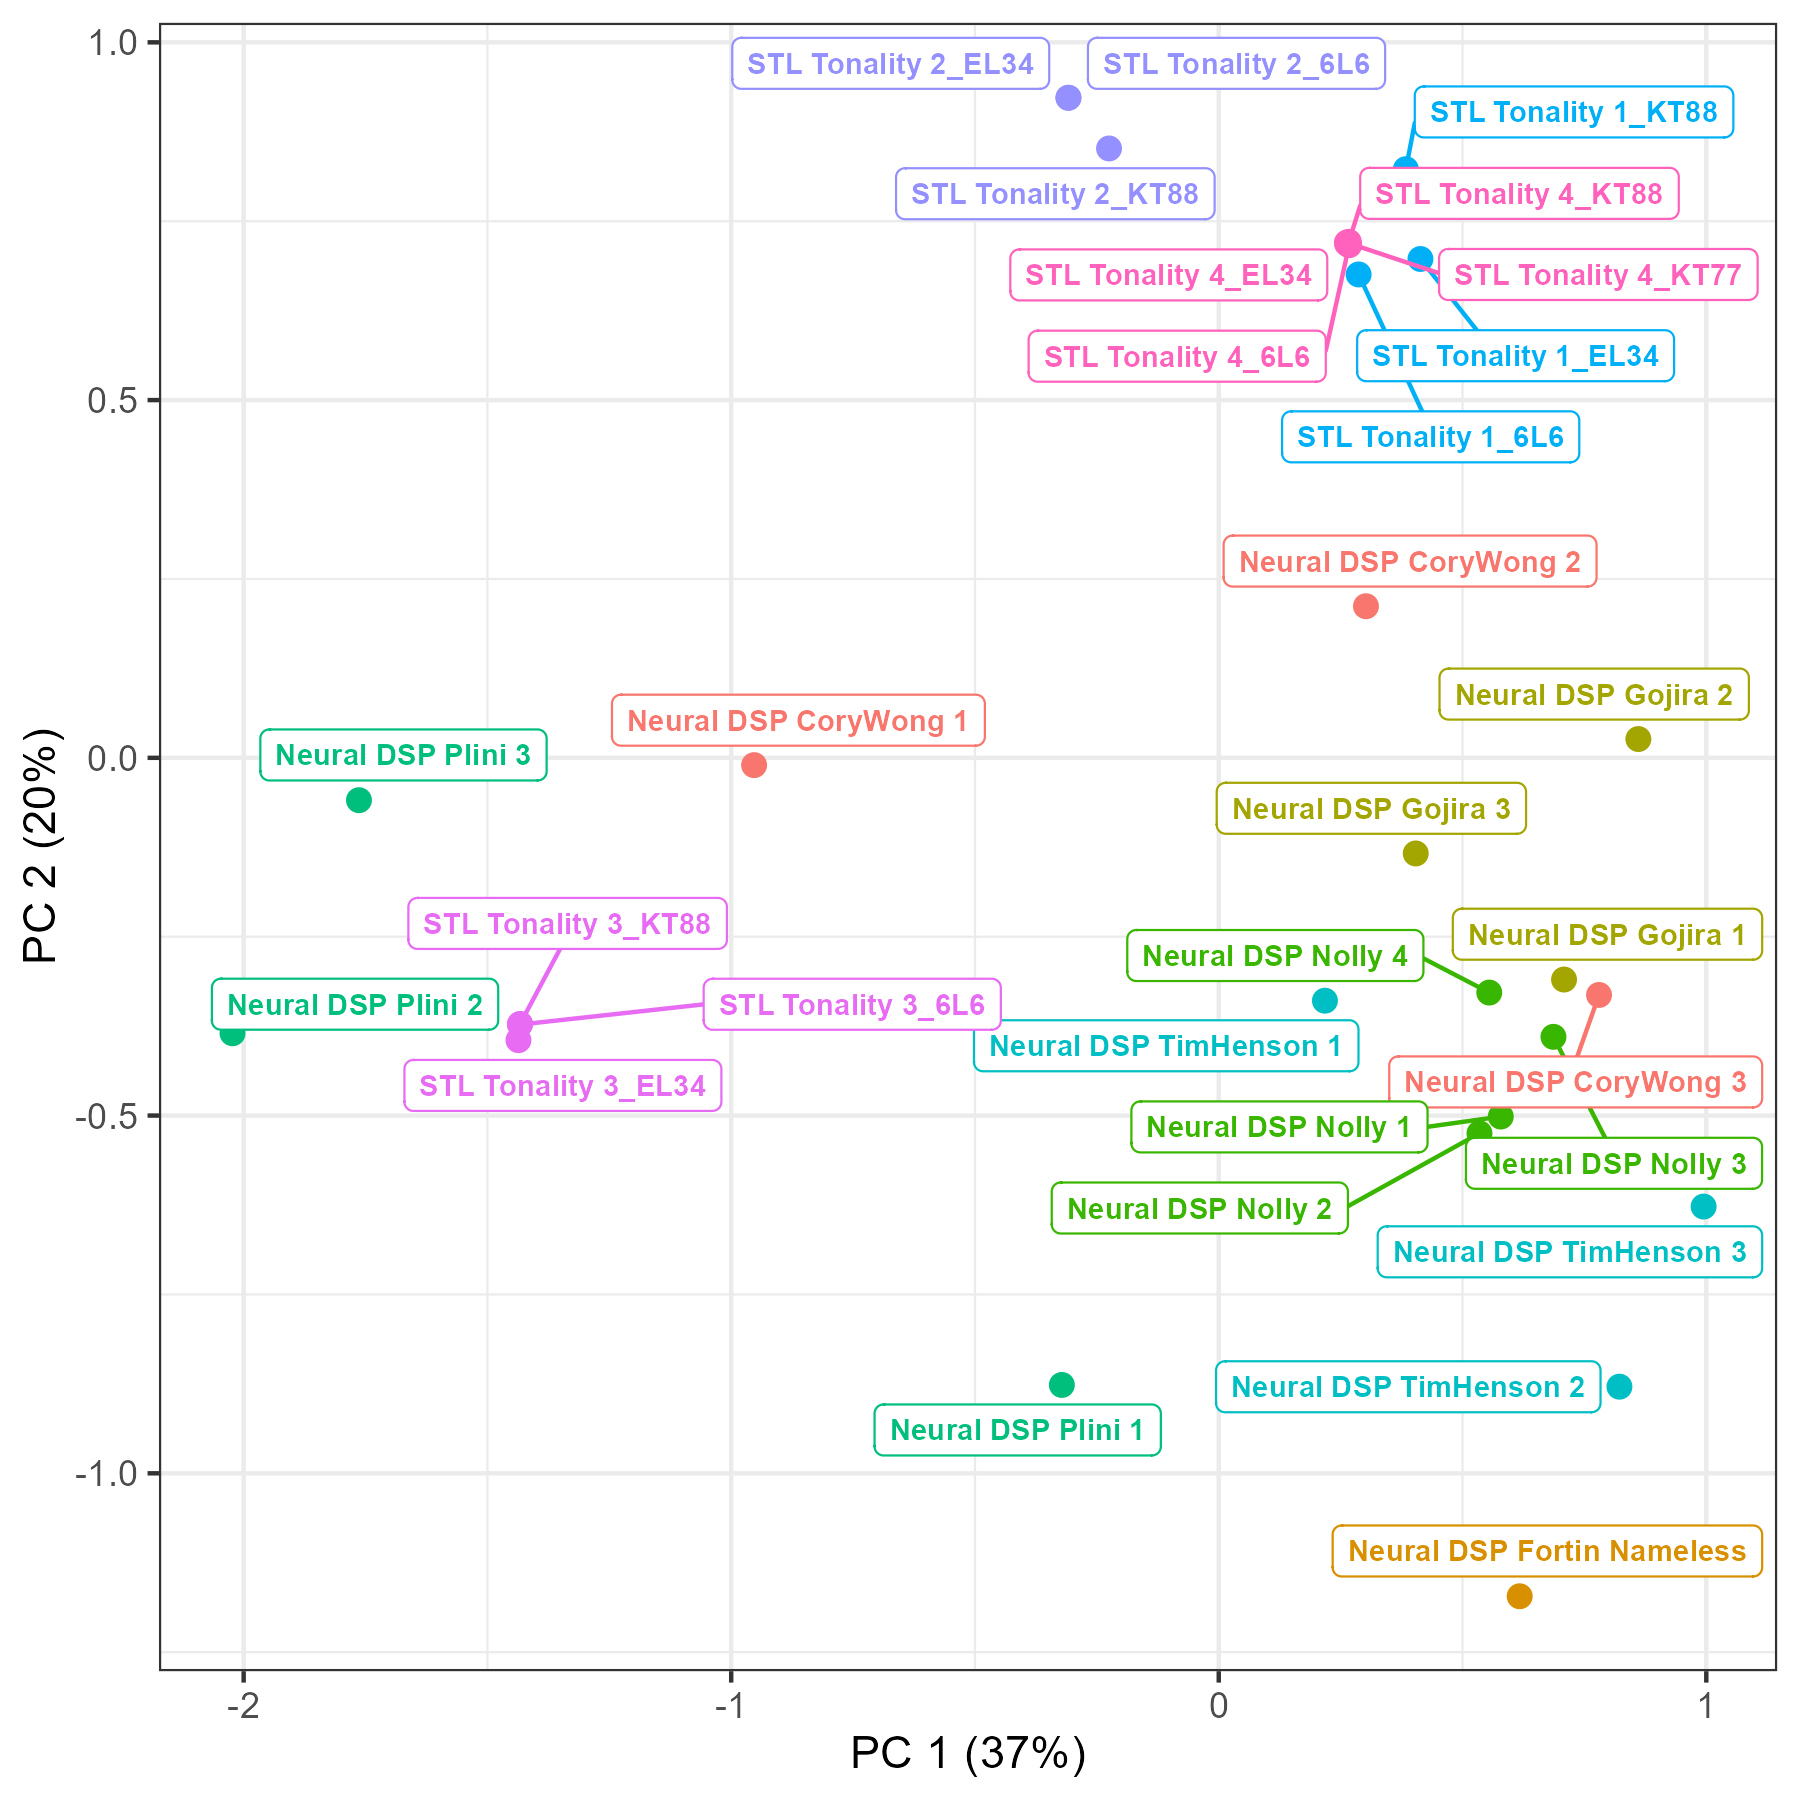 1.0
0.5
0.0
-0.5
-1.0
PC 2 (20%)
STL Tonality 2_EL34
STL Tonality 2_6L6
STL Tonality 1_KT88
STL Tonality 2_KT88
STL Tonality 4_KT88
STL Tonality 4_EL34
STL Tonality 4_KT77
STL Tonality 4_6L6
STL Tonality 1_EL34
STL Tonality 1_6L6
Neural DSP CoryWong 2
Neural DSP Gojira 2
Neural DSP CoryWong 1
Neural DSP Plini 3
Neural DSP Gojira 3
STL Tonality 3_KT88
Neural DSP Gojira 1
Neural DSP Nolly 4
Neural DSP Plini 2
STL Tonality 3_6L6
Neural DSP TimHenson 1
STL Tonality 3_EL34
Neural DSP CoryWong 3
Neural DSP Nolly 1
Neural DSP Nolly 3
Neural DSP Nolly 2
Neural DSP TimHenson 3
Neural DSP TimHenson 2
Neural DSP Plini 1
Neural DSP Fortin Nameless
-2
-1
0
1
PC 1 (37%)